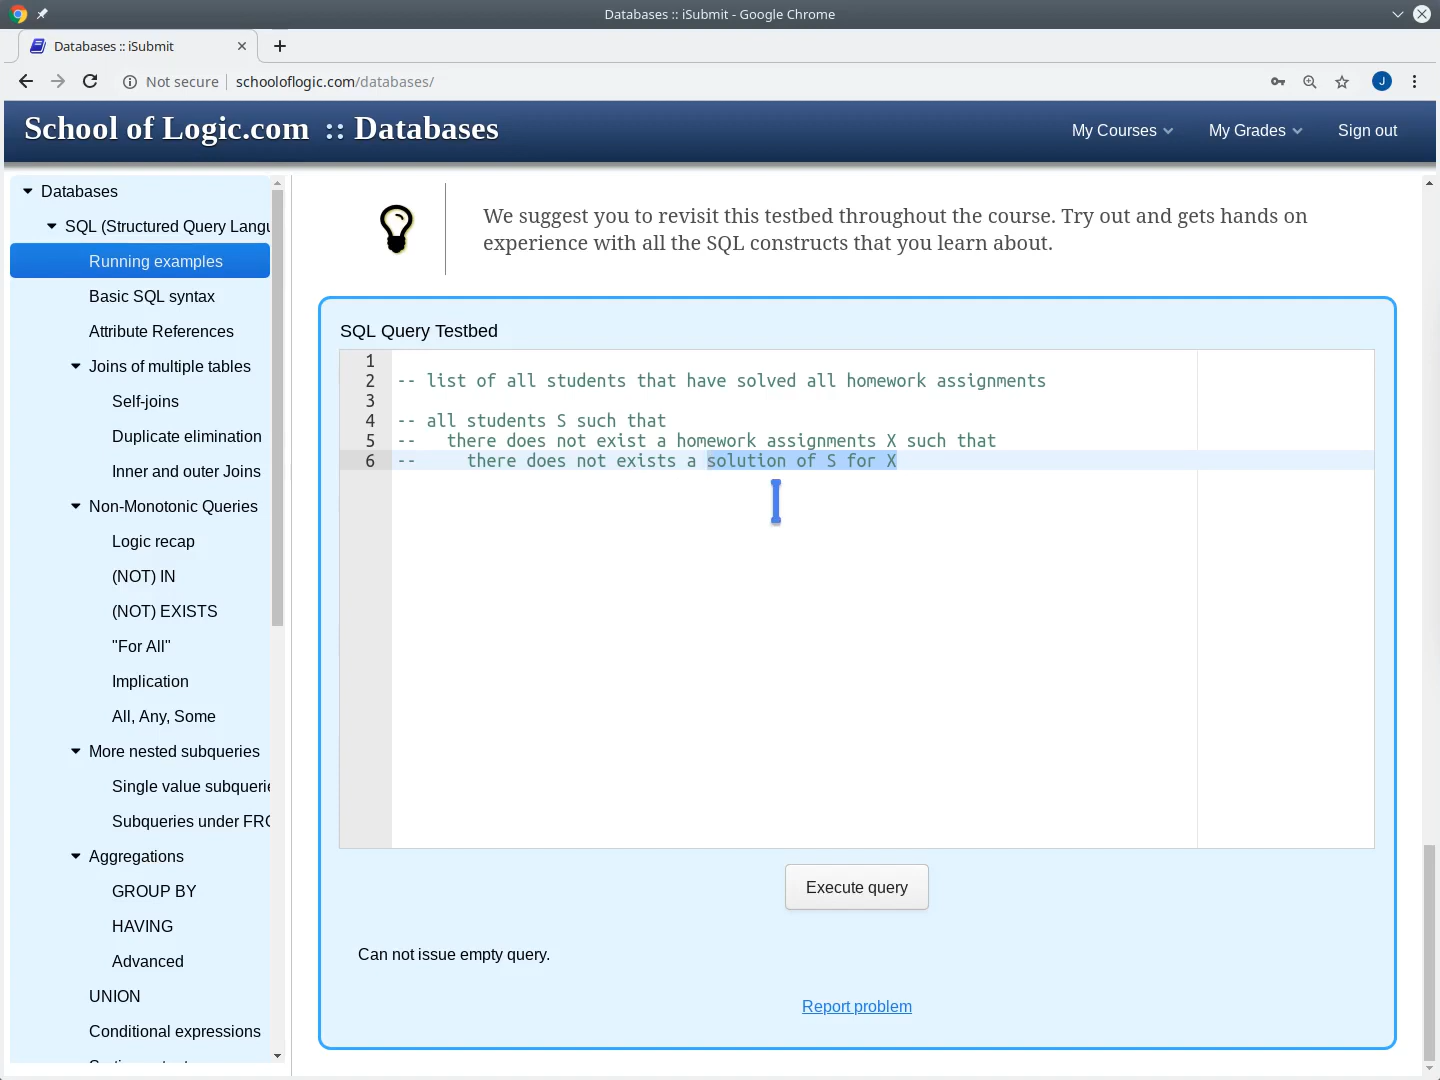 Databases :: iSubmit - Google Chrome
Databases :: iSubmit
Not secure schooloflogic.com/databases/
J
School of Logic.com :: Databases
My Courses
My Grades
Sign out
Databases
SQL (Structured Query Langu
Running examples
Basic SQL syntax
Attribute References
Joins of multiple tables
Self-joins
Duplicate elimination
Inner and outer Joins
Non-Monotonic Queries
Logic recap
(NOT) IN
(NOT) EXISTS
"For All"
Implication
All, Any, Some
More nested subqueries
Single value subquerie
Subqueries under FRO
Aggregations
GROUP BY
HAVING
Advanced
UNION
Conditional expressions
We suggest you to revisit this testbed throughout the course. Try out and gets hands on
experience with all the SQL constructs that you learn about.
SQL Query Testbed
1
2 -- list of all students that have solved all homework assignments
3
4 -- all students S such that
5 --   there does not exist a homework assignments X such that
6 --     there does not exists a solution of S for X
Execute query
Can not issue empty query.
Report problem